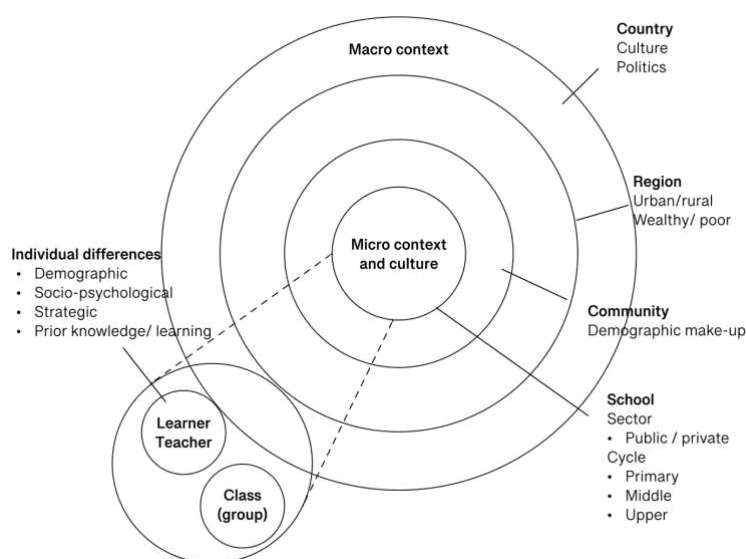 Macro context
Country
Culture
Politics
Region
Urban/rural
Wealthy/ poor
Micro context
and culture
Individual differences
• Demographic
• Socio-psychological
• Strategic
• Prior knowledge/ learning
Community
Demographic make-up
School
Sector
• Public / private
Cycle
• Primary
• Middle
• Upper
Learner
Teacher
Class
(group)